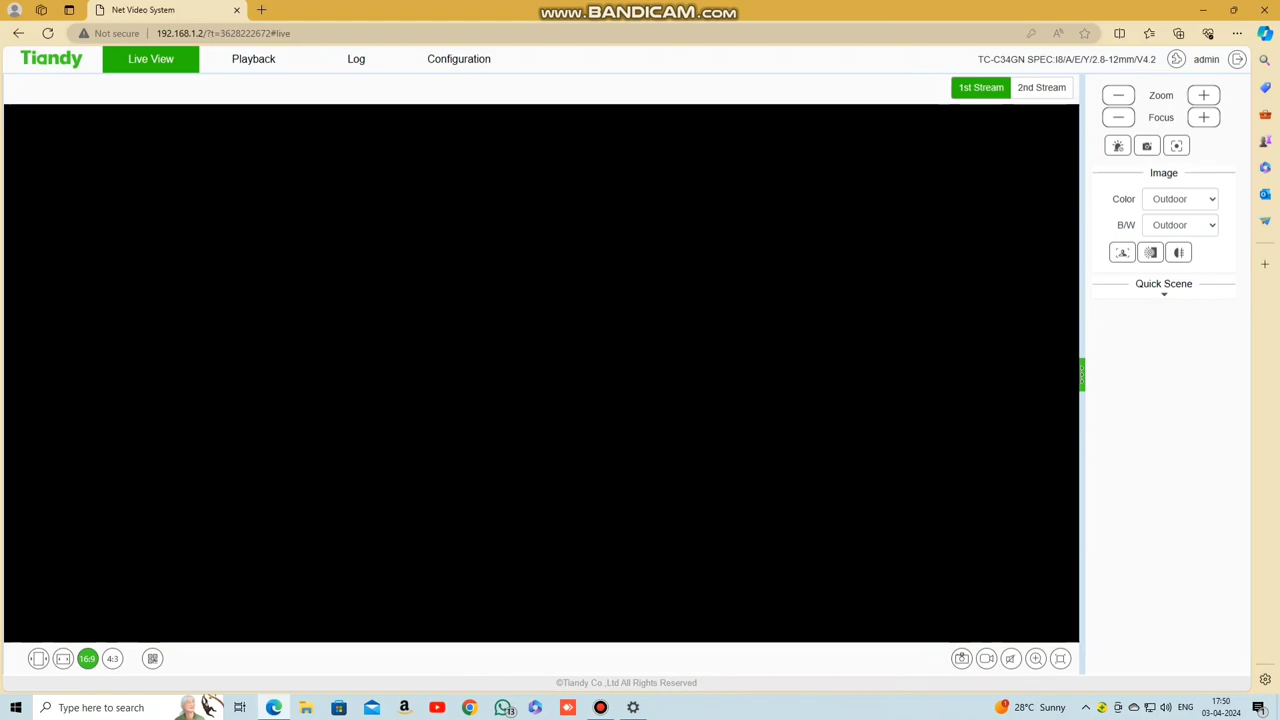 www.BANDICAM.com
Net Video System
Not secure 192.168.1.2/?t=3628222672#live
Tiandy Live View Playback Log Configuration TC-C34GN SPEC:I8/A/E/Y/2.8-12mm/V4.2 admin
1st Stream 2nd Stream
Zoom
Focus
Image
Color Outdoor
B/W Outdoor
Quick Scene
16:9 4:3
©Tiandy Co.,Ltd All Rights Reserved
Type here to search
28°C Sunny ENG 17:50
03-04-2024